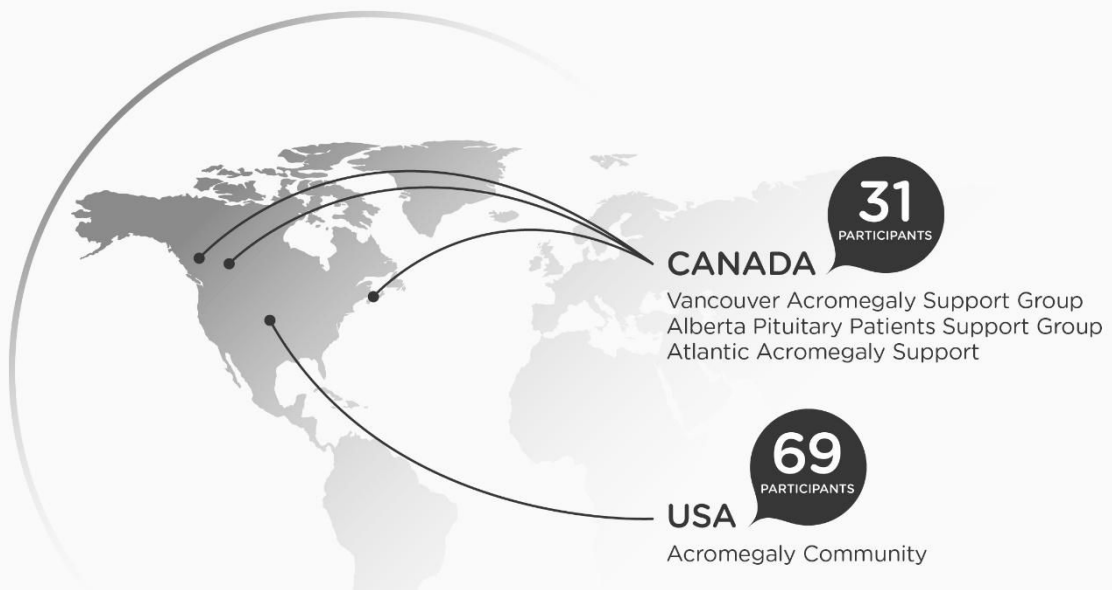 31
PARTICIPANTS
CANADA
Vancouver Acromegaly Support Group
Alberta Pituitary Patients Support Group
Atlantic Acromegaly Support
69
PARTICIPANTS
USA
Acromegaly Community